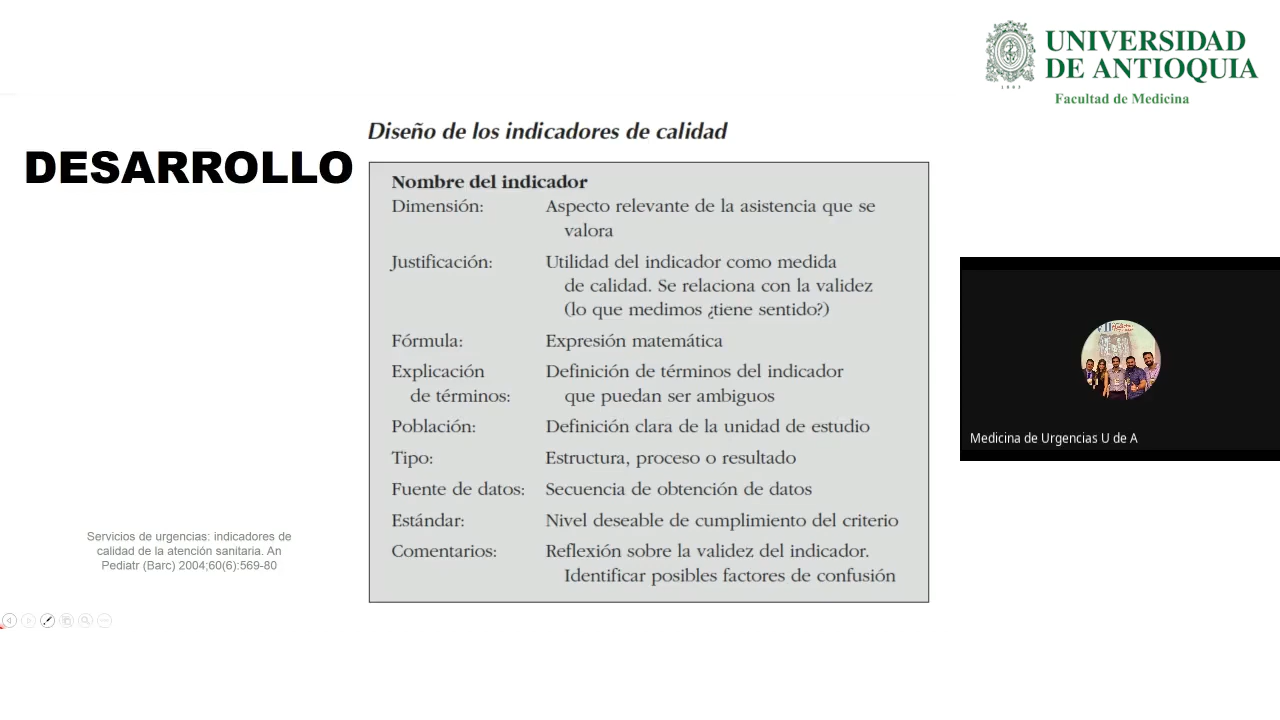 UNIVERSIDAD
DE ANTIOQUIA
1803
Facultad de Medicina
Diseño de los indicadores de calidad
DESARROLLO
Nombre del indicador
Dimensión: Aspecto relevante de la asistencia que se
valora
Justificación: Utilidad del indicador como medida
de calidad. Se relaciona con la validez
(lo que medimos ¿tiene sentido?)
Fórmula: Expresión matemática
Explicación Definición de términos del indicador
de términos: que puedan ser ambiguos
Población: Definición clara de la unidad de estudio
Tipo: Estructura, proceso o resultado
Fuente de datos: Secuencia de obtención de datos
Estándar: Nivel deseable de cumplimiento del criterio
Comentarios: Reflexión sobre la validez del indicador.
Identificar posibles factores de confusión
Medicina de Urgencias U de A
Servicios de urgencias: indicadores de
calidad de la atención sanitaria. An
Pediatr (Barc) 2004;60(6):569-80